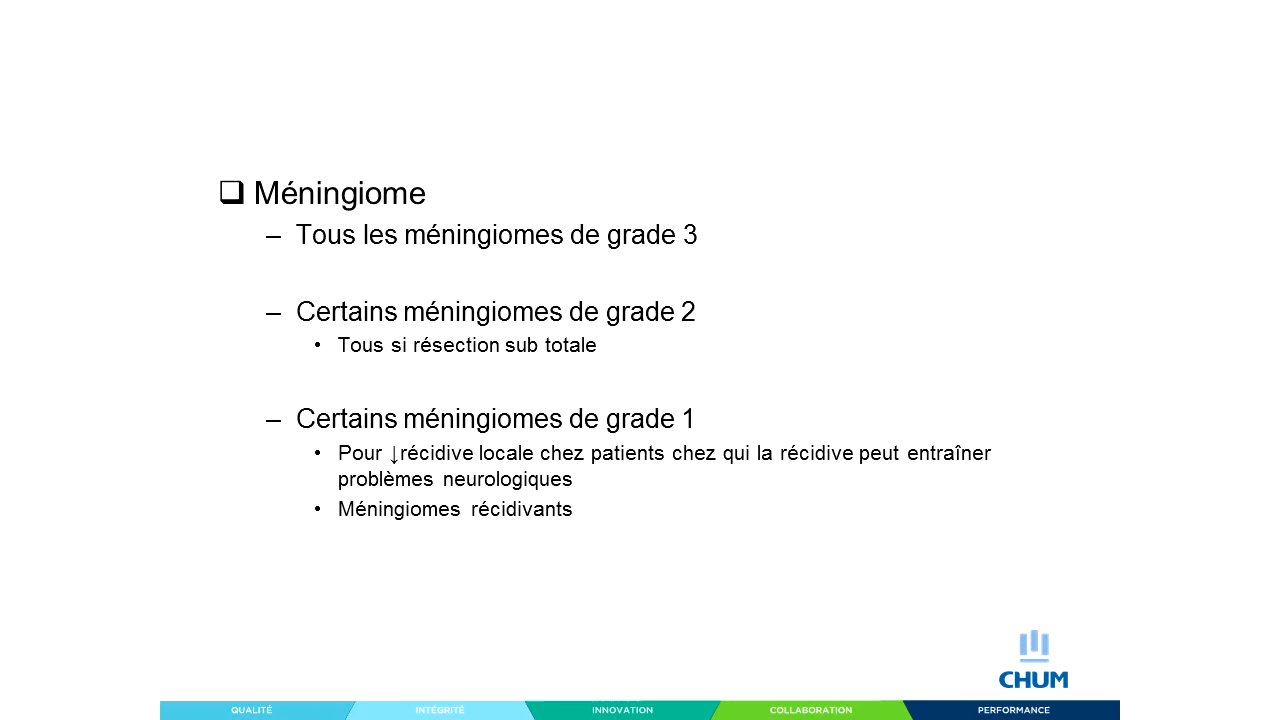 ❑ Méningiome
– Tous les méningiomes de grade 3
– Certains méningiomes de grade 2
• Tous si résection sub totale
– Certains méningiomes de grade 1
• Pour ↓récidive locale chez patients chez qui la récidive peut entraîner
problèmes neurologiques
• Méningiomes récidivants
CHUM
QUALITÉ INTÉGRITÉ INNOVATION COLLABORATION PERFORMANCE